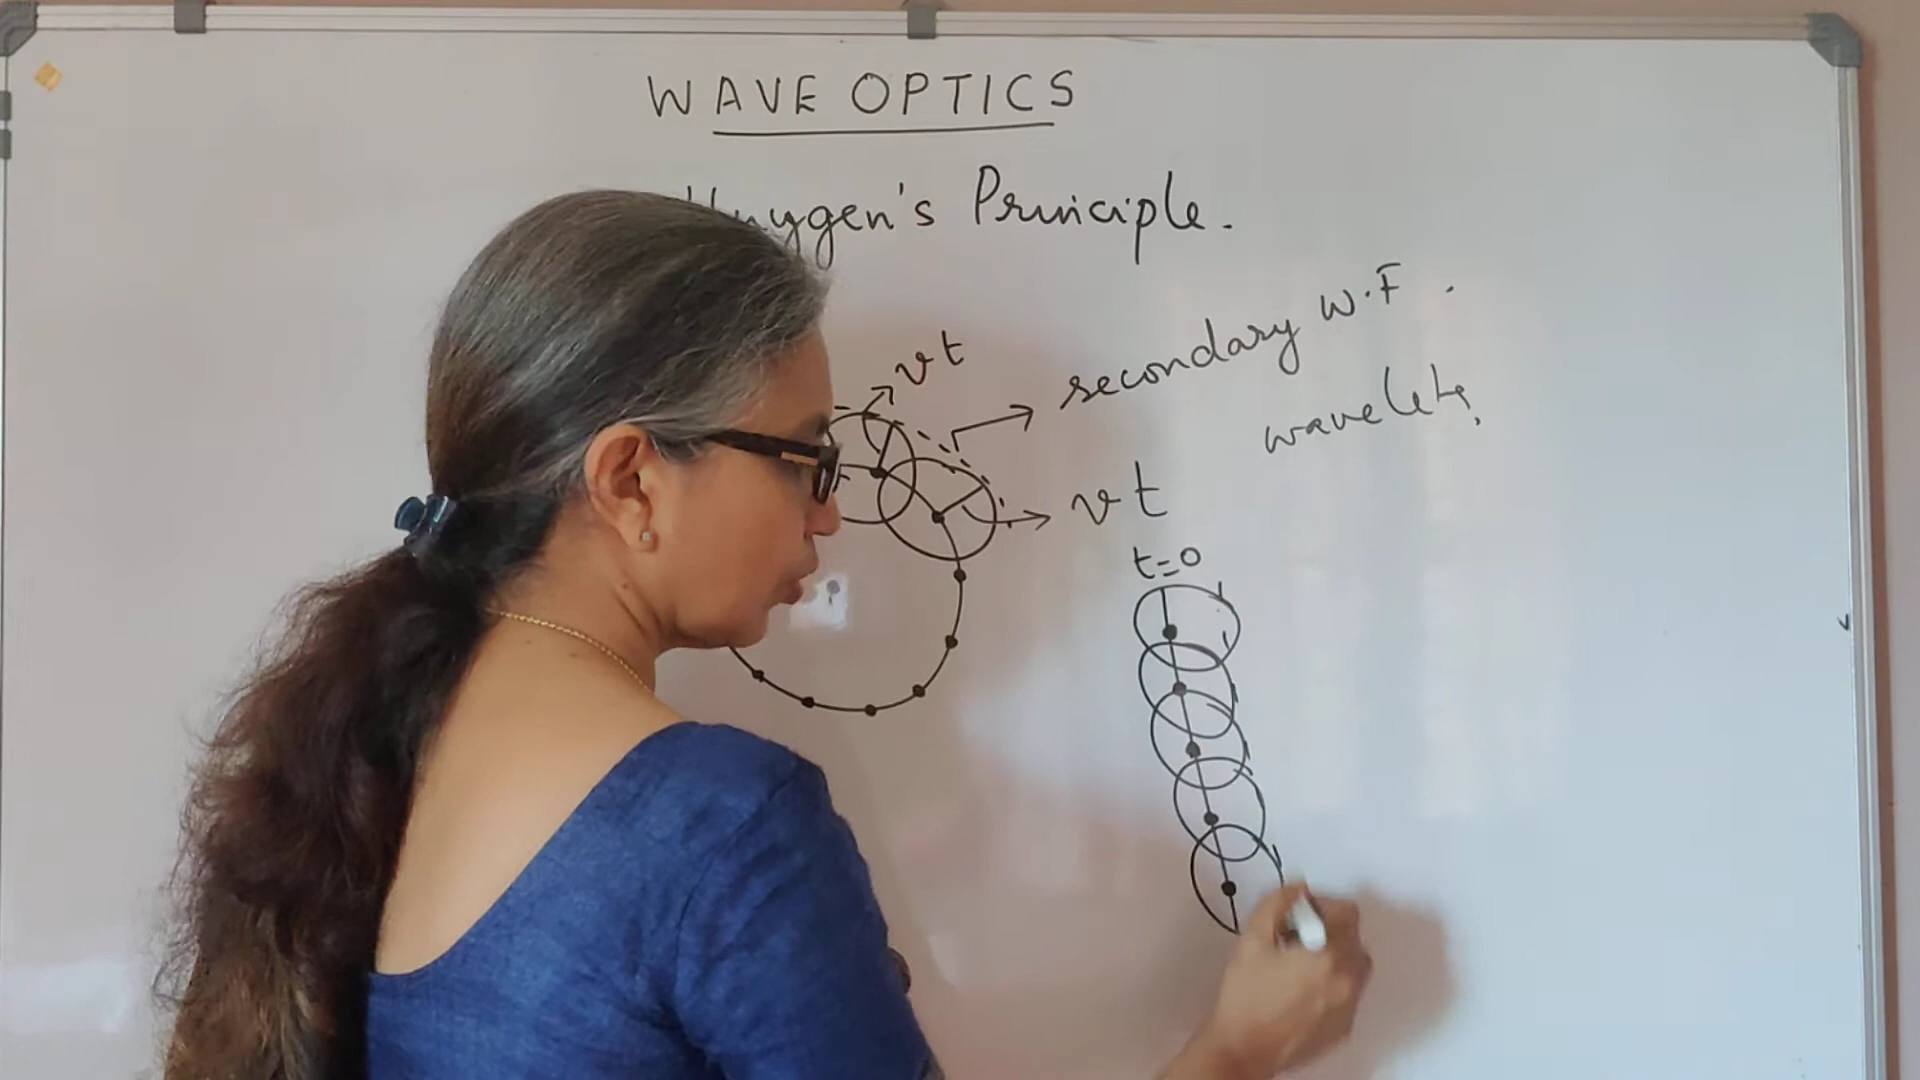 WAVE OPTICS
Huygen's Principle.
secondary W.F.
wavelets.
vt
vt
t=0